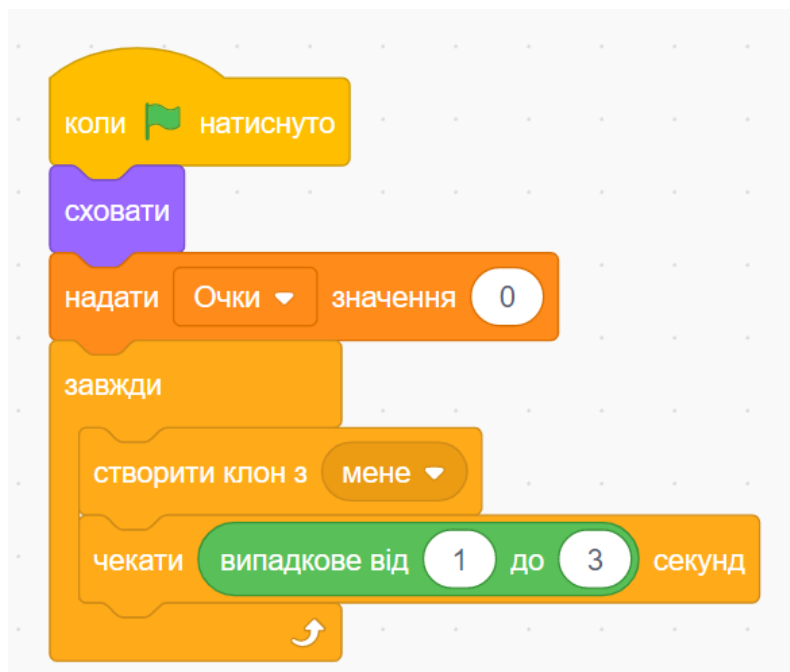 коли натиснуто
сховати
надати Очки значення 0
завжди
створити клон з мене
чекати випадкове від 1 до 3 секунд